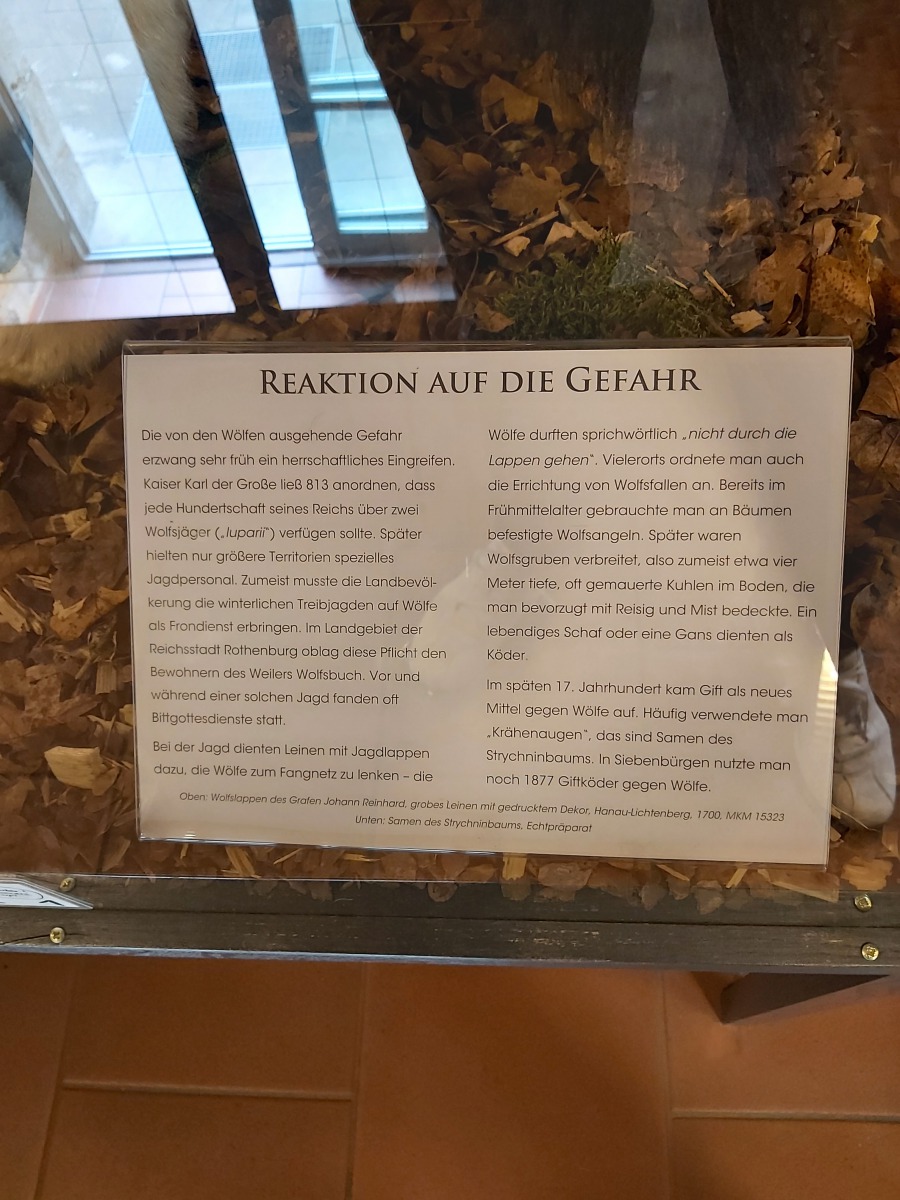 REAKTION AUF DIE GEFAHR
Die von den Wölfen ausgehende Gefahr
erzwang sehr früh ein herrschaftliches Eingreifen.
Kaiser Karl der Große ließ 813 anordnen, dass
jede Hundertschaft seines Reichs über zwei
Wolfsjäger („luparii“) verfügen sollte. Später
hielten nur größere Territorien spezielles
Jagdpersonal. Zumeist musste die Landbevöl-
kerung die winterlichen Treibjagden auf Wölfe
als Frondienst erbringen. Im Landgebiet der
Reichsstadt Rothenburg oblag diese Pflicht den
Bewohnern des Weilers Wolfsbuch. Vor und
während einer solchen Jagd fanden oft
Bittgottesdienste statt.
Bei der Jagd dienten Leinen mit Jagdlappen
dazu, die Wölfe zum Fangnetz zu lenken – die
Wölfe durften sprichwörtlich „nicht durch die
Lappen gehen“. Vielerorts ordnete man auch
die Errichtung von Wolfsfallen an. Bereits im
Frühmittelalter gebrauchte man an Bäumen
befestigte Wolfsangeln. Später waren
Wolfsgruben verbreitet, also zumeist etwa vier
Meter tiefe, oft gemauerte Kuhlen im Boden, die
man bevorzugt mit Reisig und Mist bedeckte. Ein
lebendiges Schaf oder eine Gans dienten als
Köder.
Im späten 17. Jahrhundert kam Gift als neues
Mittel gegen Wölfe auf. Häufig verwendete man
„Krähenaugen“, das sind Samen des
Strychninbaums. In Siebenbürgen nutzte man
noch 1877 Giftköder gegen Wölfe.
Oben: Wolfslappen des Grafen Johann Reinhard, grobes Leinen mit gedrucktem Dekor, Hanau-Lichtenberg, 1700, MKM 15323
Unten: Samen des Strychninbaums, Echtpräparat